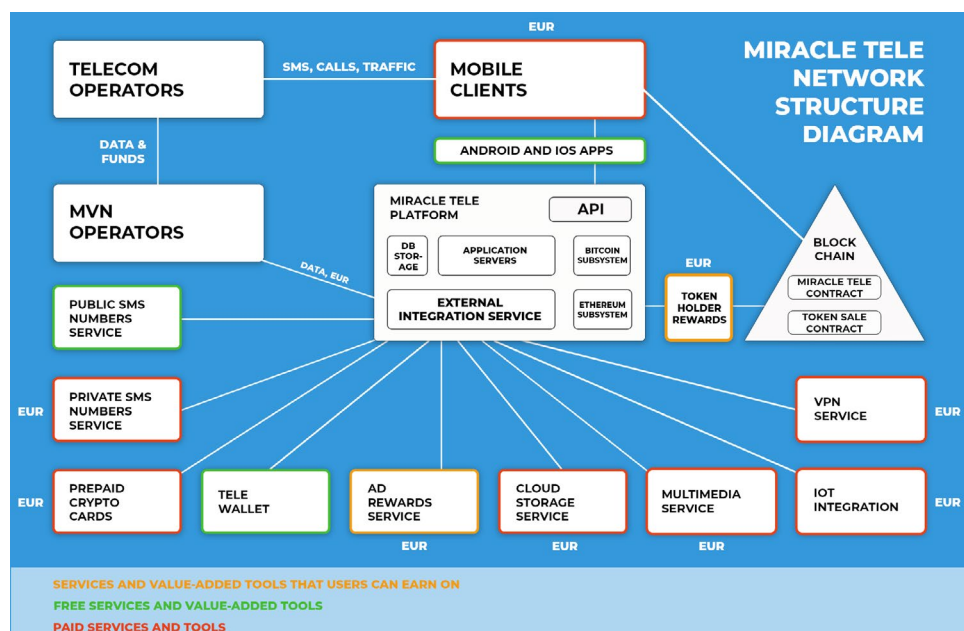 EUR
MIRACLE TELE
NETWORK
STRUCTURE
DIAGRAM
TELECOM
OPERATORS
SMS, CALLS, TRAFFIC
MOBILE
CLIENTS
DATA &
FUNDS
ANDROID AND IOS APPS
MVN
OPERATORS
DATA, EUR
MIRACLE TELE
PLATFORM
API
DB
STOR-
AGE
APPLICATION
SERVERS
BITCOIN
SUBSYSTEM
EXTERNAL
INTEGRATION SERVICE
ETHEREUM
SUBSYSTEM
EUR
TOKEN
HOLDER
REWARDS
BLOCK
CHAIN
MIRACLE TELE
CONTRACT
TOKEN SALE
CONTRACT
PUBLIC SMS
NUMBERS
SERVICE
EUR
PRIVATE SMS
NUMBERS
SERVICE
VPN
SERVICE
EUR
EUR
PREPAID
CRYPTO
CARDS
TELE
WALLET
AD
REWARDS
SERVICE
EUR
CLOUD
STORAGE
SERVICE
EUR
MULTIMEDIA
SERVICE
EUR
IOT
INTEGRATION
EUR
SERVICES AND VALUE-ADDED TOOLS THAT USERS CAN EARN ON
FREE SERVICES AND VALUE-ADDED TOOLS
PAID SERVICES AND TOOLS